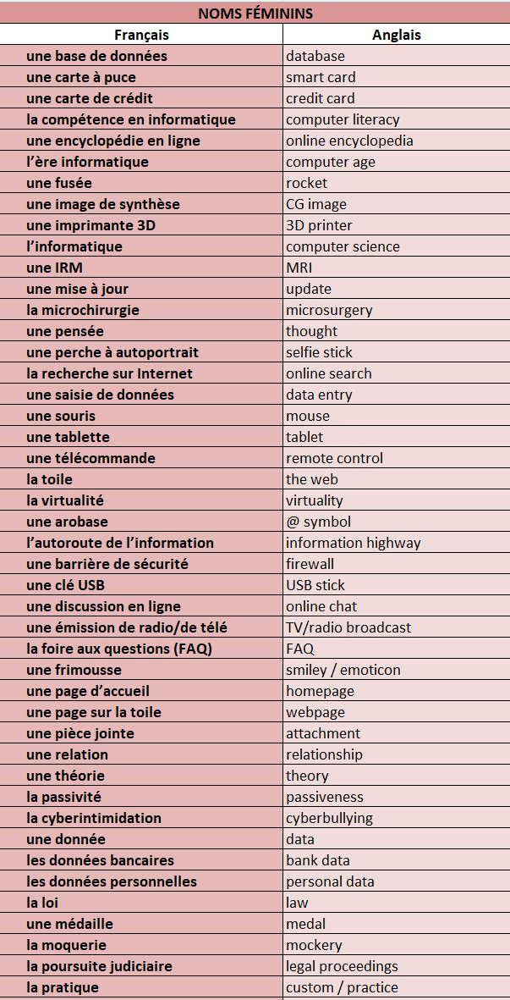 NOMS FÉMININS
Français Anglais
une base de données database
une carte à puce smart card
une carte de crédit credit card
la compétence en informatique computer literacy
une encyclopédie en ligne online encyclopedia
l’ère informatique computer age
une fusée rocket
une image de synthèse CG image
une imprimante 3D 3D printer
l’informatique computer science
une IRM MRI
une mise à jour update
la microchirurgie microsurgery
une pensée thought
une perche à autoportrait selfie stick
la recherche sur Internet online search
une saisie de données data entry
une souris mouse
une tablette tablet
une télécommande remote control
la toile the web
la virtualité virtuality
une arobase @ symbol
l’autoroute de l’information information highway
une barrière de sécurité firewall
une clé USB USB stick
une discussion en ligne online chat
une émission de radio/de télé TV/radio broadcast
la foire aux questions (FAQ) FAQ
une frimousse smiley / emoticon
une page d’accueil homepage
une page sur la toile webpage
une pièce jointe attachment
une relation relationship
une théorie theory
la passivité passiveness
la cyberintimidation cyberbullying
une donnée data
les données bancaires bank data
les données personnelles personal data
la loi law
une médaille medal
la moquerie mockery
la poursuite judiciaire legal proceedings
la pratique custom / practice